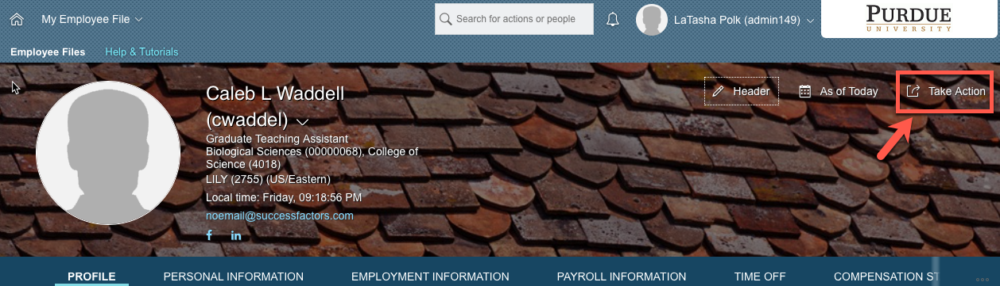 My Employee File
Search for actions or people
LaTasha Polk (admin149)
PURDUE
UNIVERSITY
Employee Files
Help & Tutorials
Caleb L Waddell
(cwaddel)
Header
As of Today
Take Action
Graduate Teaching Assistant
Biological Sciences (00000068), College of
Science (4018)
LILY (2755) (US/Eastern)
Local time: Friday, 09:18:56 PM
noemail@successfactors.com
f in
PROFILE
PERSONAL INFORMATION
EMPLOYMENT INFORMATION
PAYROLL INFORMATION
TIME OFF
COMPENSATION ST